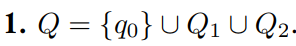 1. Q = {q₀} ∪ Q₁ ∪ Q₂.